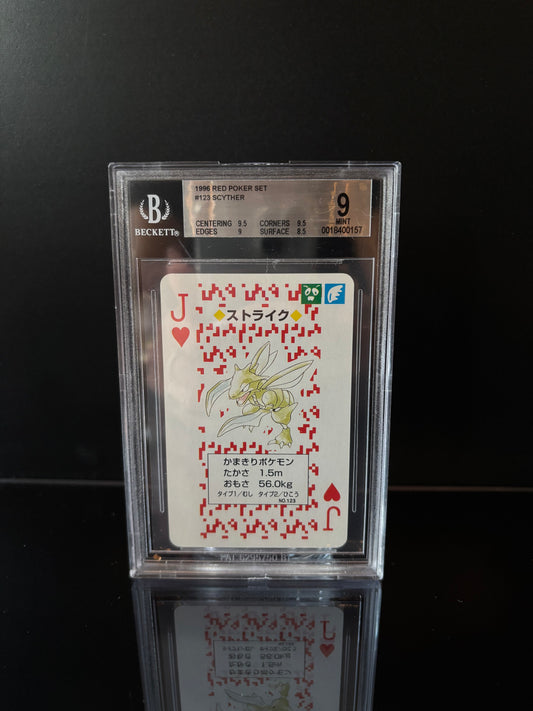 1996 RED POKER SET
#123 SCYTHER
B
BECKETT®
CENTERING 9.5 CORNERS 9.5
EDGES 9 SURFACE 8.5
9
MINT
0018400157
J
◆ストライク◆
かまきりポケモン
たかさ 1.5m
おもさ 56.0kg
タイプ1/むし タイプ2/ひこう
NO.123
J